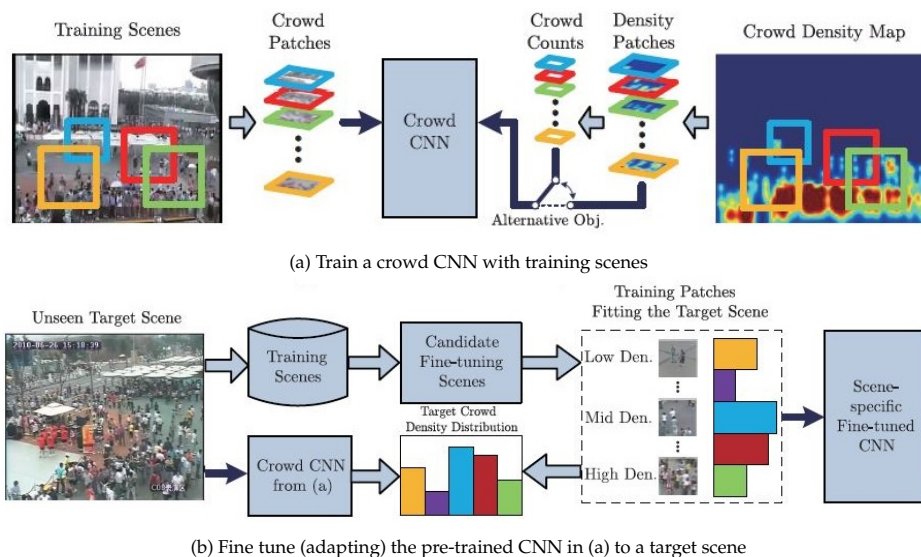 Training Scenes
Crowd
Patches
Crowd
CNN
Crowd
Counts
Density
Patches
Crowd Density Map
Alternative Obj.
(a) Train a crowd CNN with training scenes
Unseen Target Scene
2010-06-26 15:18:39
Training
Scenes
Candidate
Fine-tuning
Scenes
Training Patches
Fitting the Target Scene
Low Den.
Mid Den.
High Den.
Scene-
specific
Fine-tuned
CNN
Crowd CNN
from (a)
Target Crowd
Density Distribution
(b) Fine tune (adapting) the pre-trained CNN in (a) to a target scene